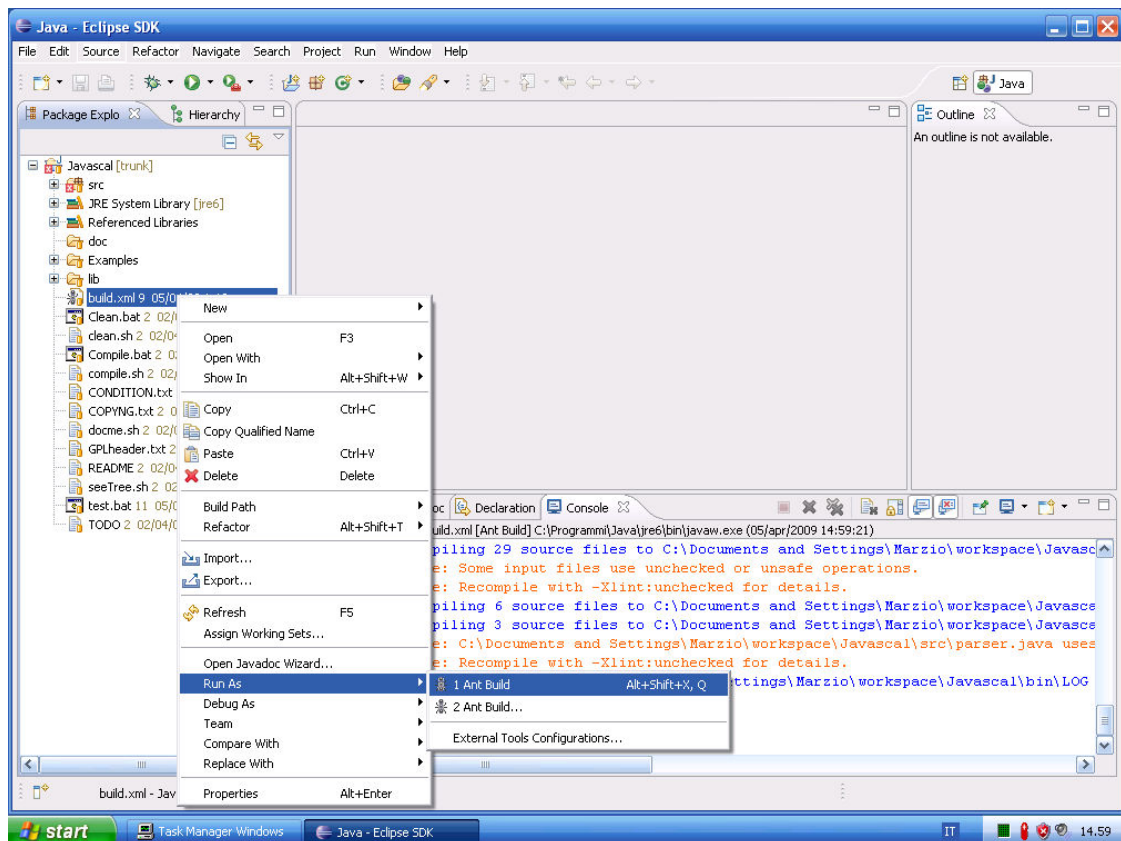 Java - Eclipse SDK
File Edit Source Refactor Navigate Search Project Run Window Help
Java
Package Explo
Hierarchy
Outline
An outline is not available.
Javascal [trunk]
src
JRE System Library [jre6]
Referenced Libraries
doc
Examples
lib
build.xml 9 05/0
Clean.bat 2 02/
clean.sh 2 02/0
Compile.bat 2 0
compile.sh 2 02/
CONDITION.txt
COPYNG.txt 2 0
docme.sh 2 02/
GPLheader.txt 2
README 2 02/0
seeTree.sh 2 02
test.bat 11 05/0
TODO 2 02/04/0
New
Open F3
Open With
Show In Alt+Shift+W
Copy Ctrl+C
Copy Qualified Name
Paste Ctrl+V
Delete Delete
Build Path
Refactor Alt+Shift+T
Import...
Export...
Refresh F5
Assign Working Sets...
Open Javadoc Wizard...
Run As
Debug As
Team
Compare With
Replace With
Properties Alt+Enter
1 Ant Build Alt+Shift+X, Q
2 Ant Build...
External Tools Configurations...
oc Declaration Console
uild.xml [Ant Build] C:\Programmi\Java\jre6\bin\javaw.exe (05/apr/2009 14:59:21)
piling 29 source files to C:\Documents and Settings\Marzio\workspace\Javasc
e: Some input files use unchecked or unsafe operations.
e: Recompile with -Xlint:unchecked for details.
piling 6 source files to C:\Documents and Settings\Marzio\workspace\Javasca
piling 3 source files to C:\Documents and Settings\Marzio\workspace\Javasca
e: C:\Documents and Settings\Marzio\workspace\Javascal\src\parser.java uses
e: Recompile with -Xlint:unchecked for details.
ttings\Marzio\workspace\Javascal\bin\LOG
build.xml - Jav
start
Task Manager Windows
Java - Eclipse SDK
IT
14.59